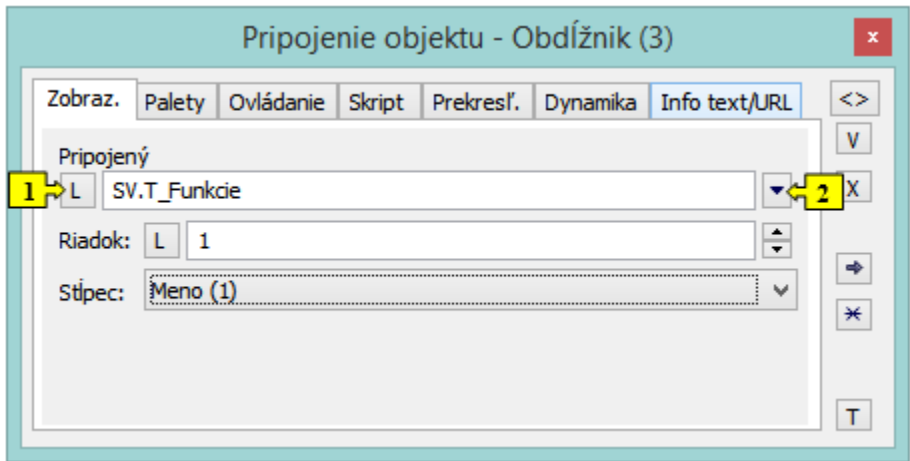 Pripojenie objektu - Obdĺžnik (3) x
Zobraz. Palety Ovládanie Skript Prekresľ. Dynamika Info text/URL <>
V
Pripojený
1 L SV.T_Funkcie 2 X
Riadok: L 1
Stĺpec: Meno (1)
T